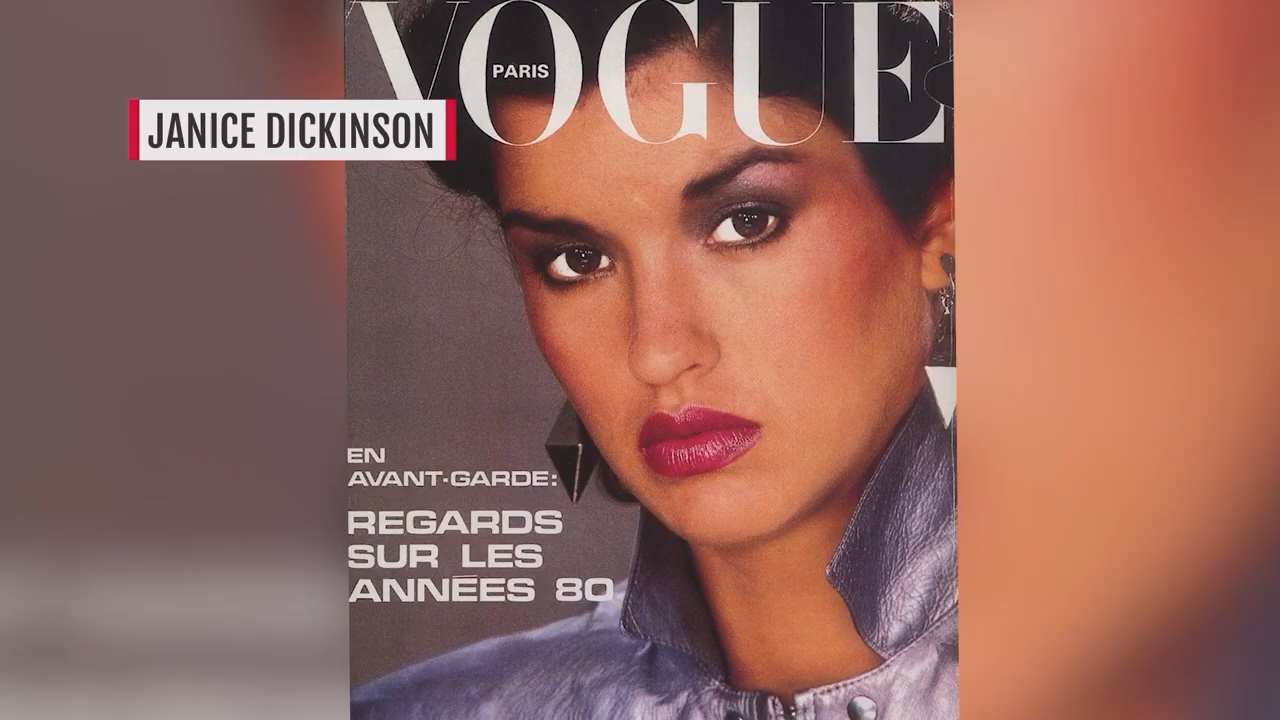 VOGUE
PARIS
JANICE DICKINSON
EN
AVANT-GARDE:
REGARDS
SUR LES
ANNÉES 80